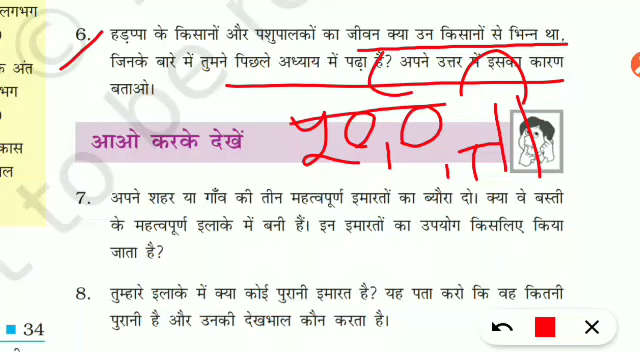 लगभग
6. हड़प्पा के किसानों और पशुपालकों का जीवन क्या उन किसानों से भिन्न था,
जिनके बारे में तुमने पिछले अध्याय में पढ़ा है? अपने उत्तर में इसका कारण
बताओ।
क अंत
भग
आओ करके देखें
कास
7. अपने शहर या गाँव की तीन महत्वपूर्ण इमारतों का ब्यौरा दो। क्या वे बस्ती
के महत्वपूर्ण इलाके में बनी हैं। इन इमारतों का उपयोग किसलिए किया
जाता है?
8. तुम्हारे इलाके में क्या कोई पुरानी इमारत है? यह पता करो कि वह कितनी
पुरानी है और उनकी देखभाल कौन करता है।
34